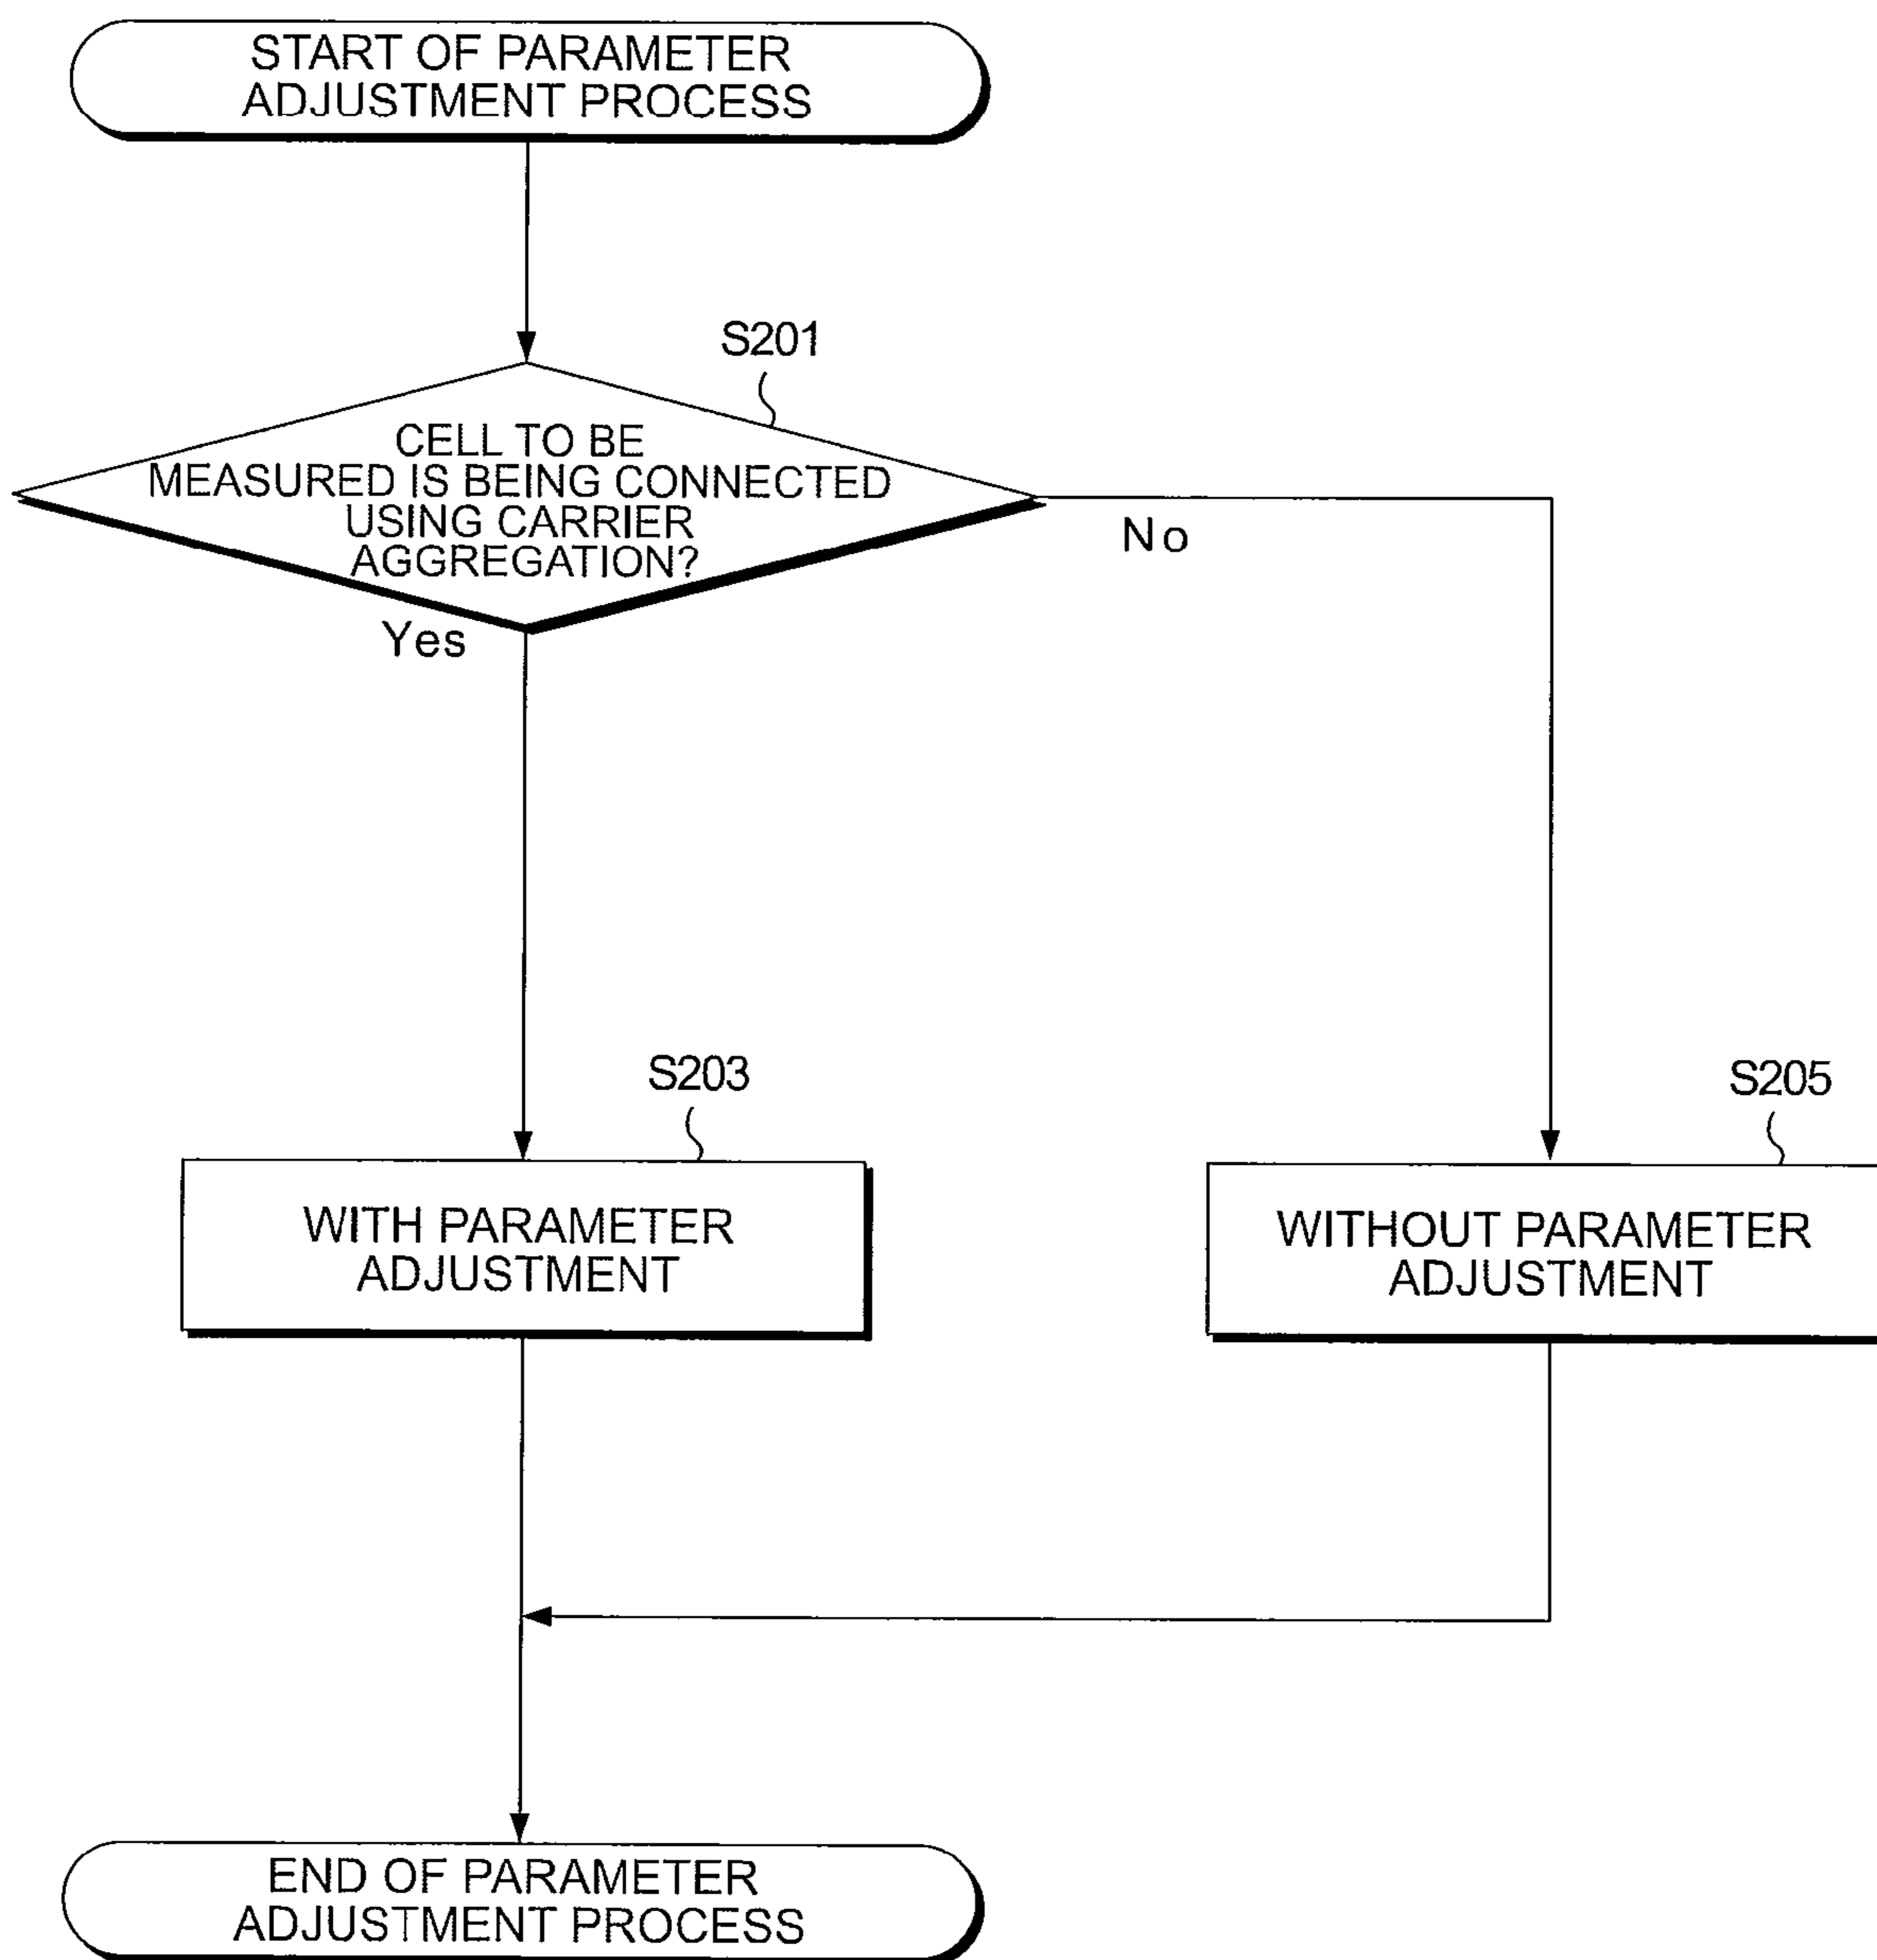 START OF PARAMETER
ADJUSTMENT PROCESS
S201
CELL TO BE
MEASURED IS BEING CONNECTED
USING CARRIER
AGGREGATION?
No
Yes
S203
WITH PARAMETER
ADJUSTMENT
S205
WITHOUT PARAMETER
ADJUSTMENT
END OF PARAMETER
ADJUSTMENT PROCESS